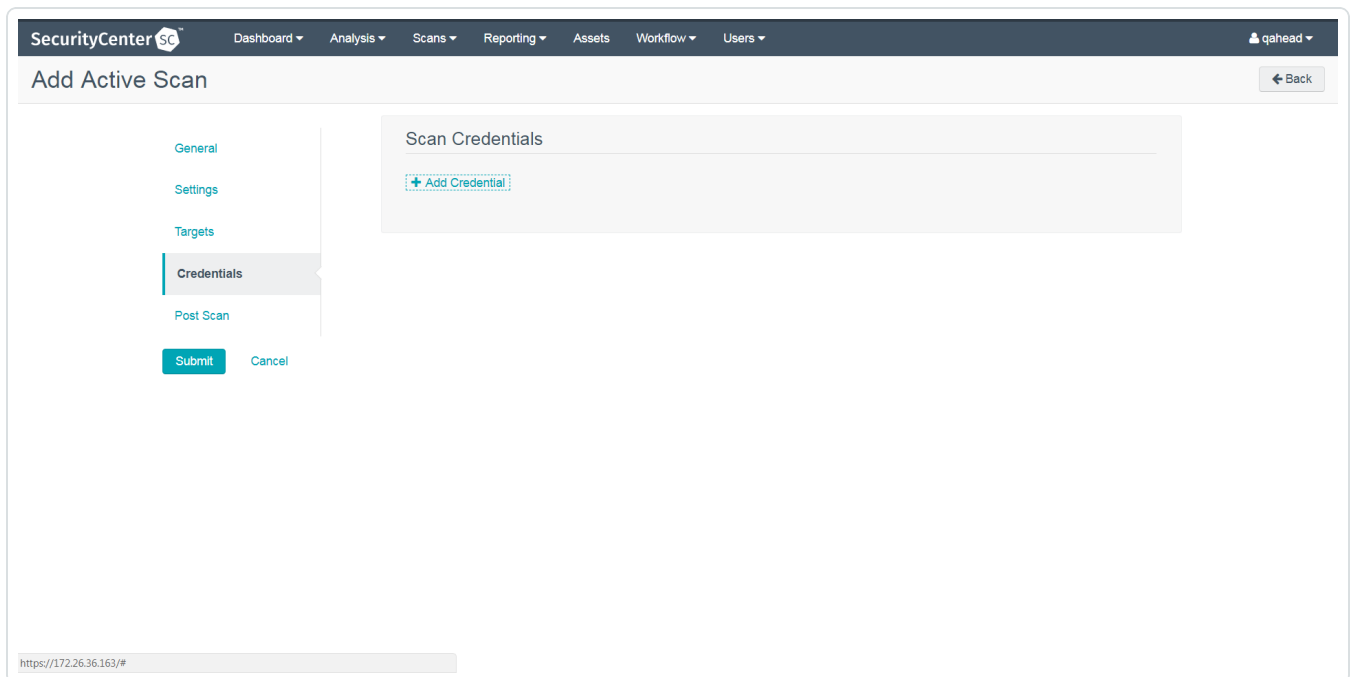 SecurityCenter SC™ Dashboard Analysis Scans Reporting Assets Workflow Users qahead
Add Active Scan Back
General
Settings
Targets
Credentials
Post Scan
Submit Cancel
Scan Credentials
+ Add Credential
https://172.26.36.163/#